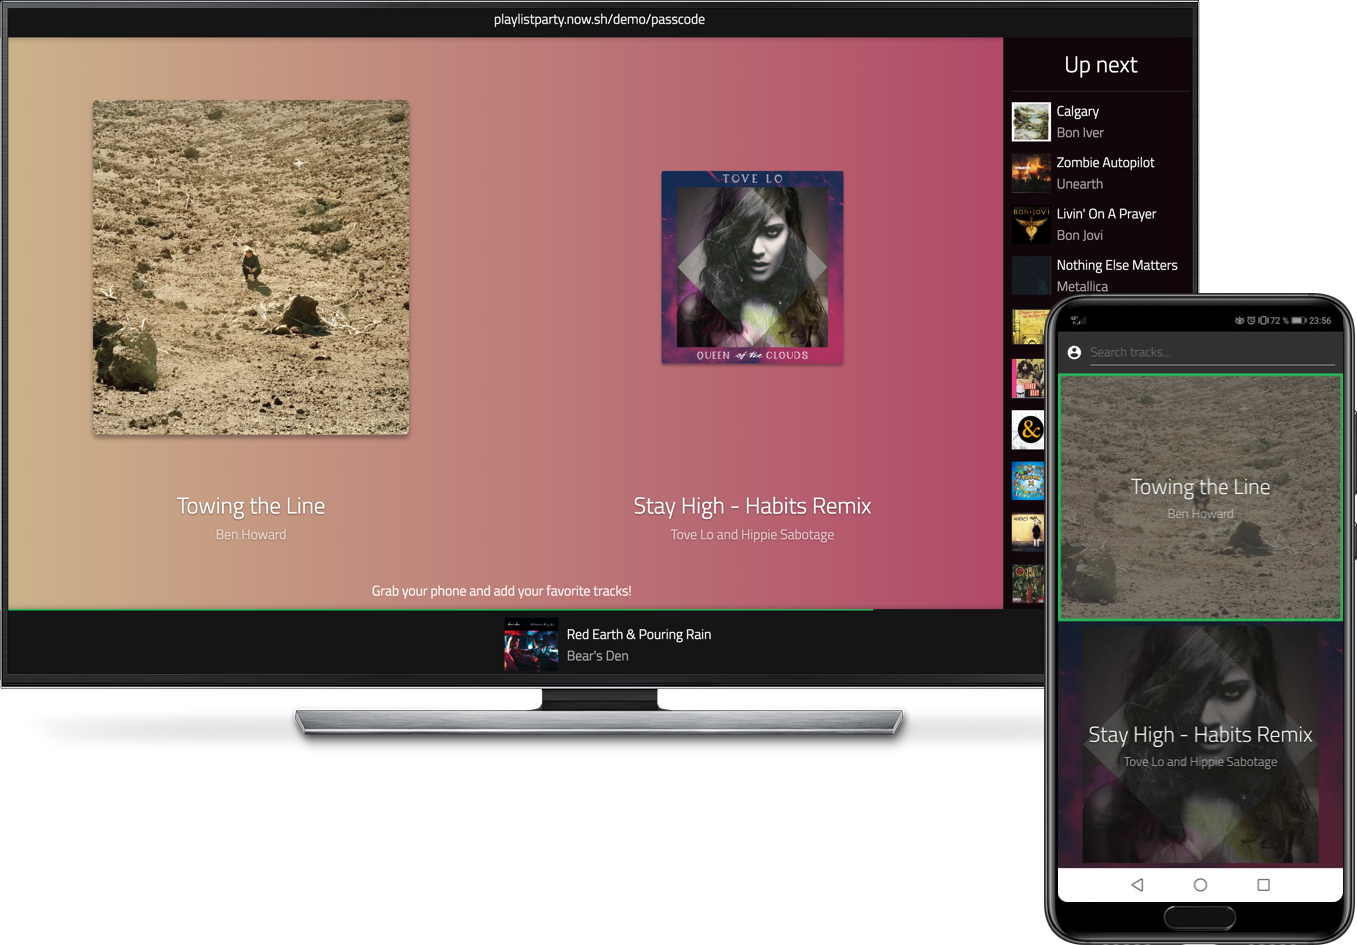 playlistparty.now.sh/demo/passcode
TOVE LO
QUEEN of the CLOUDS
Towing the Line
Ben Howard
Stay High - Habits Remix
Tove Lo and Hippie Sabotage
Grab your phone and add your favorite tracks!
Red Earth & Pouring Rain
Bear's Den
Up next
Calgary
Bon Iver
Zombie Autopilot
Unearth
BON JOVI
Livin' On A Prayer
Bon Jovi
Nothing Else Matters
Metallica
&
72 % 23:56
Search tracks...
Towing the Line
Ben Howard
Stay High - Habits Remix
Tove Lo and Hippie Sabotage